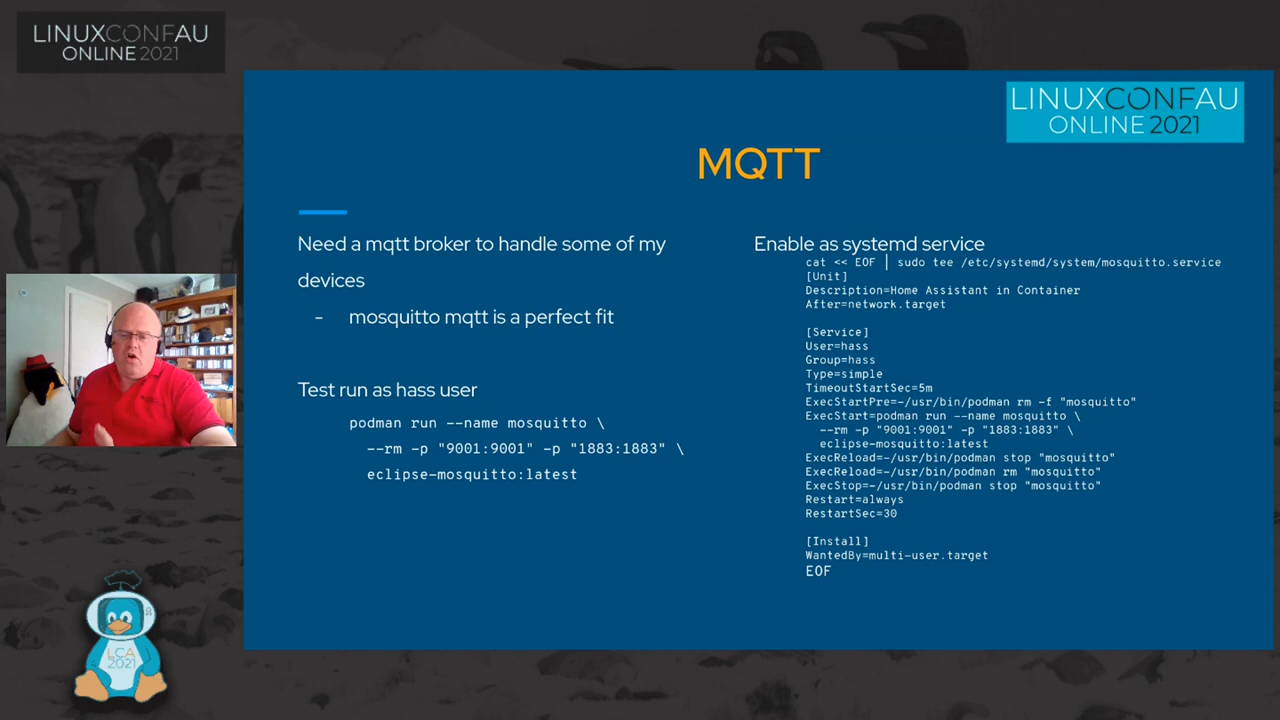 LINUXCONFAU
ONLINE 2021
LINUXCONFAU
ONLINE 2021
MQTT
Need a mqtt broker to handle some of my
devices
- mosquitto mqtt is a perfect fit
Test run as hass user
podman run --name mosquitto \
--rm -p "9001:9001" -p "1883:1883" \
eclipse-mosquitto:latest
Enable as systemd service
cat << EOF | sudo tee /etc/systemd/system/mosquitto.service
[Unit]
Description=Home Assistant in Container
After=network.target
[Service]
User=hass
Group=hass
Type=simple
TimeoutStartSec=5m
ExecStartPre=-/usr/bin/podman rm -f "mosquitto"
ExecStart=podman run --name mosquitto \
--rm -p "9001:9001" -p "1883:1883" \
eclipse-mosquitto:latest
ExecReload=-/usr/bin/podman stop "mosquitto"
ExecReload=-/usr/bin/podman rm "mosquitto"
ExecStop=-/usr/bin/podman stop "mosquitto"
Restart=always
RestartSec=30
[Install]
WantedBy=multi-user.target
EOF
LCA
2021